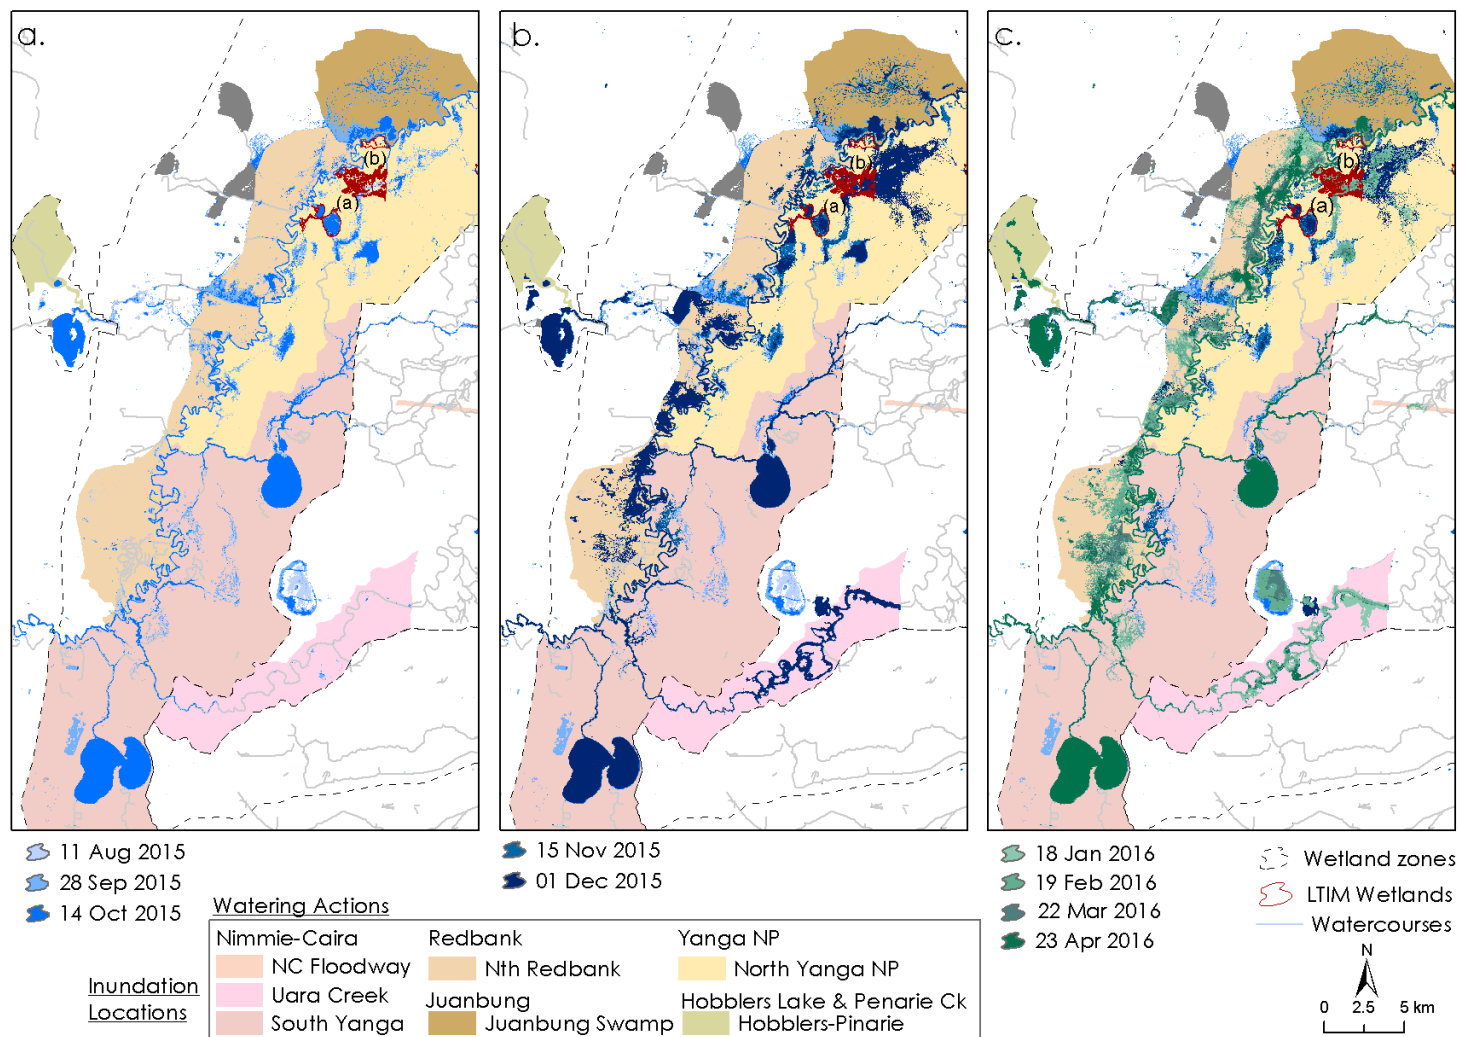 a.
b.
c.
(b)
(a)
(b)
(a)
(b)
(a)
11 Aug 2015
28 Sep 2015
14 Oct 2015
15 Nov 2015
01 Dec 2015
18 Jan 2016
19 Feb 2016
22 Mar 2016
23 Apr 2016
Wetland zones
LTIM Wetlands
Watercourses
N
0 2.5 5 km
Watering Actions
Inundation
Locations
Nimmie-Caira
NC Floodway
Uara Creek
South Yanga
Redbank
Nth Redbank
Juanbung
Juanbung Swamp
Yanga NP
North Yanga NP
Hobblers Lake & Penarie Ck
Hobblers-Pinarie